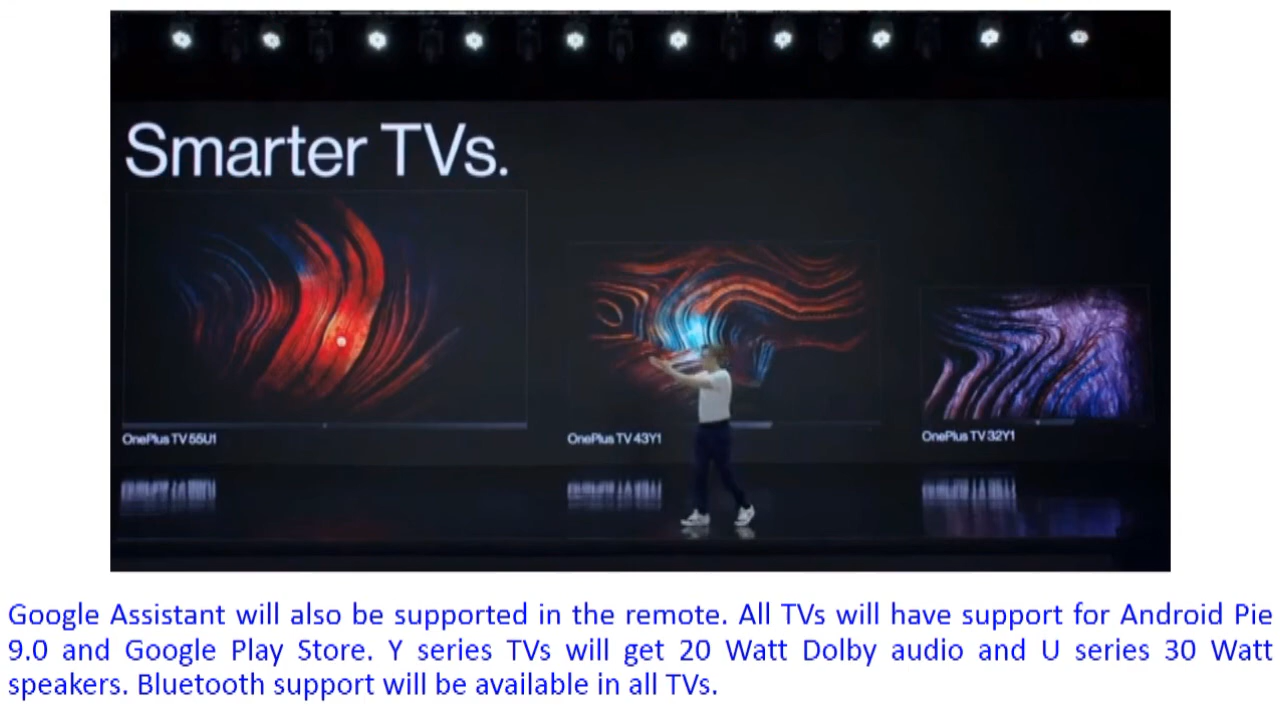 Smarter TVs.
OnePlus TV 55U1
OnePlus TV 43Y1
OnePlus TV 32Y1
Google Assistant will also be supported in the remote. All TVs will have support for Android Pie
9.0 and Google Play Store. Y series TVs will get 20 Watt Dolby audio and U series 30 Watt
speakers. Bluetooth support will be available in all TVs.